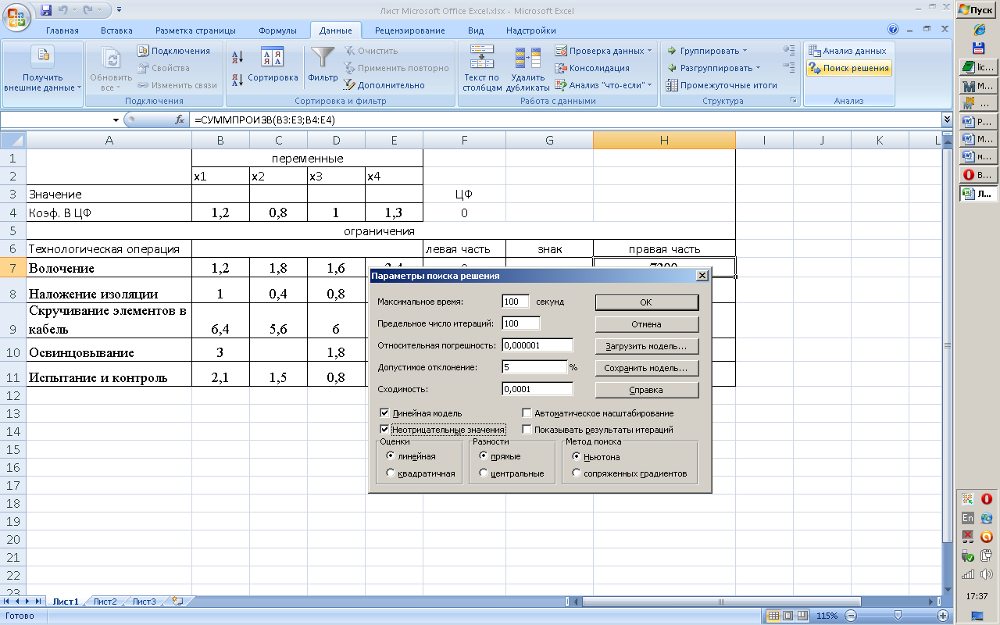 Лист Microsoft Office Excel.xlsx - Microsoft Excel
Пуск
Главная Вставка Разметка страницы Формулы Данные Рецензирование Вид Надстройки
Получить внешние данные
Обновить все
Подключения
Свойства
Изменить связи
Подключения
Сортировка
Фильтр
Очистить
Применить повторно
Дополнительно
Сортировка и фильтр
Текст по столбцам
Удалить дубликаты
Проверка данных
Консолидация
Анализ "что-если"
Работа с данными
Группировать
Разгруппировать
Промежуточные итоги
Структура
Анализ данных
Поиск решения
Анализ
fx =СУММПРОИЗВ(B3:E3;B4:E4)
A B C D E F G H I J K L
1 переменные
2 x1 x2 x3 x4
3 Значение ЦФ
4 Коэф. В ЦФ 1,2 0,8 1 1,3 0
5 ограничения
6 Технологическая операция левая часть знак правая часть
7 Волочение 1,2 1,8 1,6
8 Наложение изоляции 1 0,4 0,8
Скручивание элементов в
9 кабель 6,4 5,6 6
10 Освинцовывание 3 1,8
11 Испытание и контроль 2,1 1,5 0,8
12
13
14
15
16
17
18
19
20
21
22
23
Параметры поиска решения
Максимальное время: 100 секунд
OK
Предельное число итераций: 100
Отмена
Относительная погрешность: 0,000001
Загрузить модель...
Допустимое отклонение: 5 %
Сохранить модель...
Сходимость: 0,0001
Справка
Линейная модель
Автоматическое масштабирование
Неотрицательные значения
Показывать результаты итераций
Оценки
линейная
квадратичная
Разности
прямые
центральные
Метод поиска
Ньютона
сопряженных градиентов
lic...
М...
...
Р...
М...
м...
В...
Л...
En
17:37
Лист1 Лист2 Лист3
Готово
115%